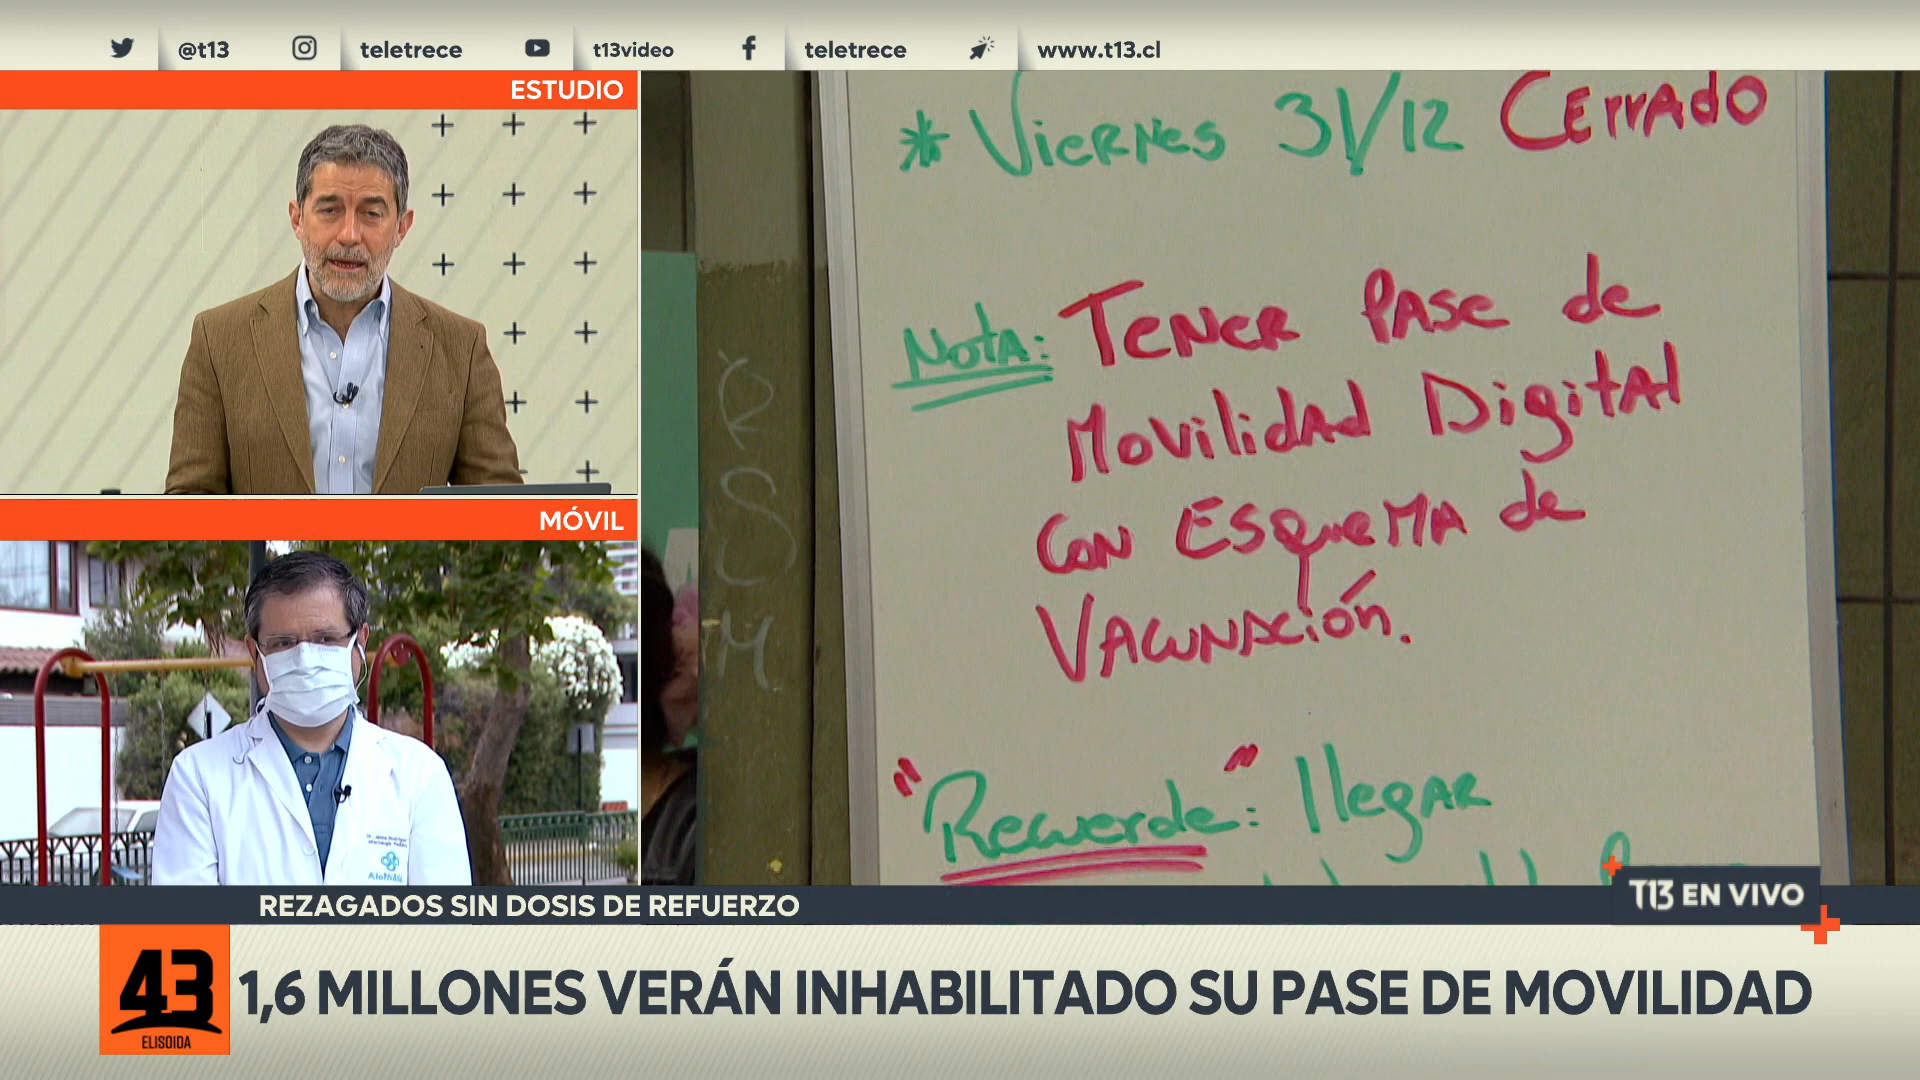 @t13
teletrece
t13video
teletrece
www.t13.cl
ESTUDIO
* Viernes 31/12 Cerrado
Nota: Tener Pase de
Movilidad Digital
con Esquema de
Vacunación.
"Recuerde": llegar
MÓVIL
Alemana
REZAGADOS SIN DOSIS DE REFUERZO
T13 EN VIVO
43
ELISOIDA
1,6 MILLONES VERÁN INHABILITADO SU PASE DE MOVILIDAD